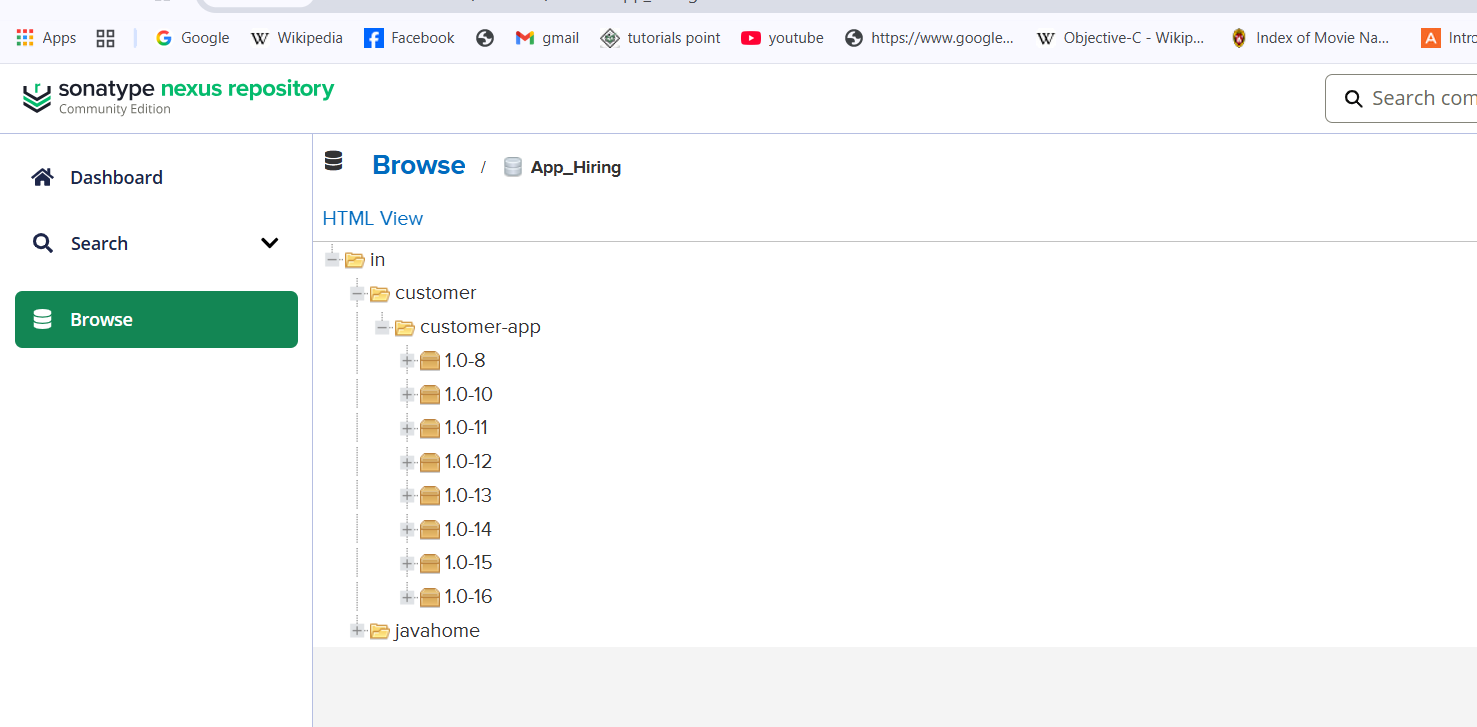 Apps Google Wikipedia Facebook gmail tutorials point youtube https://www.google... Objective-C - Wikip... Index of Movie Na... Intro
sonatype nexus repository
Community Edition
Search com
Dashboard
Browse / App_Hiring
HTML View
Search
in
customer
Browse
customer-app
1.0-8
1.0-10
1.0-11
1.0-12
1.0-13
1.0-14
1.0-15
1.0-16
javahome